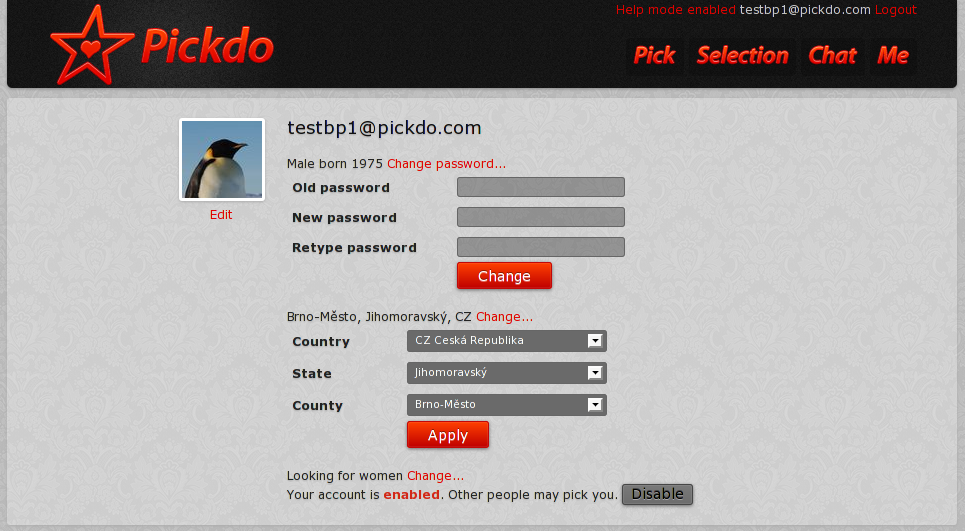 Help mode enabled testbp1@pickdo.com Logout
Pickdo
Pick Selection Chat Me
testbp1@pickdo.com
Male born 1975 Change password...
Old password
New password
Retype password
Change
Edit
Brno-Město, Jihomoravský, CZ Change...
Country CZ Česká Republika
State Jihomoravský
County Brno-Město
Apply
Looking for women Change...
Your account is enabled. Other people may pick you. Disable